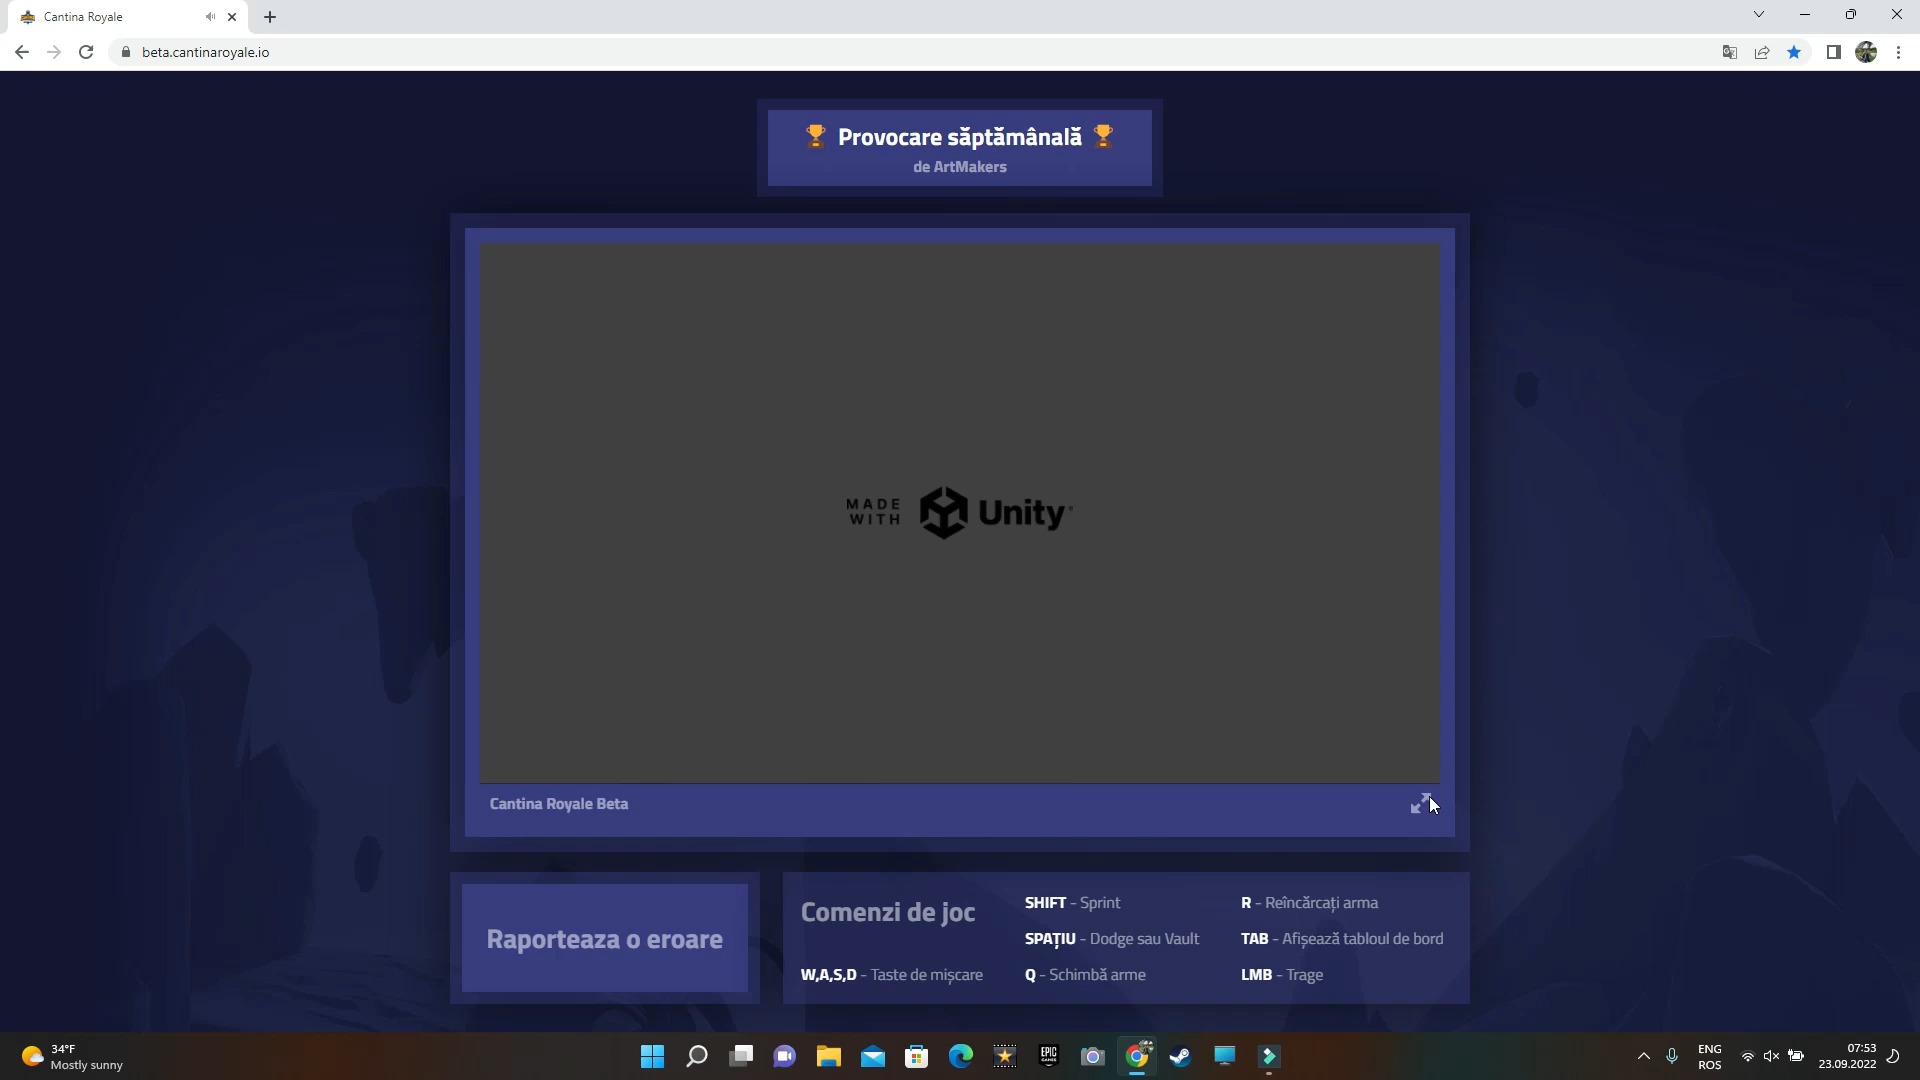 Cantina Royale
beta.cantinaroyale.io
🏆 Provocare săptămânală 🏆
de ArtMakers
MADE WITH Unity
Cantina Royale Beta
Raporteaza o eroare
Comenzi de joc
W,A,S,D - Taste de mișcare
SHIFT - Sprint
SPAȚIU - Dodge sau Vault
Q - Schimbă arme
R - Reîncărcați arma
TAB - Afișează tabloul de bord
LMB - Trage
34°F
Mostly sunny
EPIC GAMES
ENG
ROS
07:53
23.09.2022